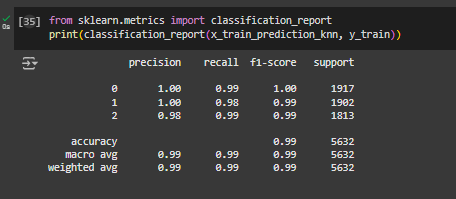 [35] from sklearn.metrics import classification_report
0s print(classification_report(x_train_prediction_knn, y_train))
precision recall f1-score support
0 1.00 0.99 1.00 1917
1 1.00 0.98 0.99 1902
2 0.98 0.99 0.99 1813
accuracy 0.99 5632
macro avg 0.99 0.99 0.99 5632
weighted avg 0.99 0.99 0.99 5632